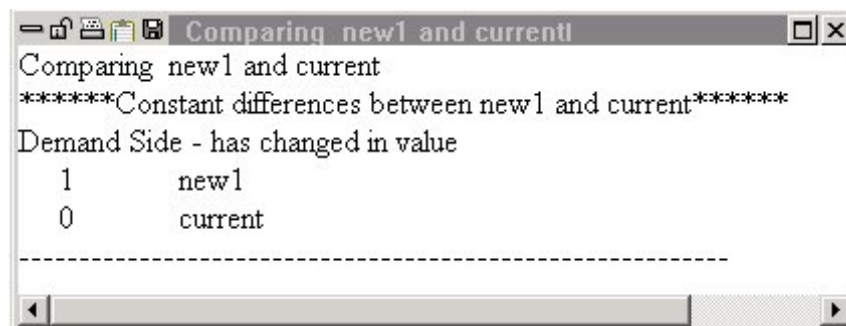 Comparing new1 and currentl
Comparing new1 and current
******Constant differences between new1 and current******
Demand Side - has changed in value
1 new1
0 current
----------------------------------------------------------